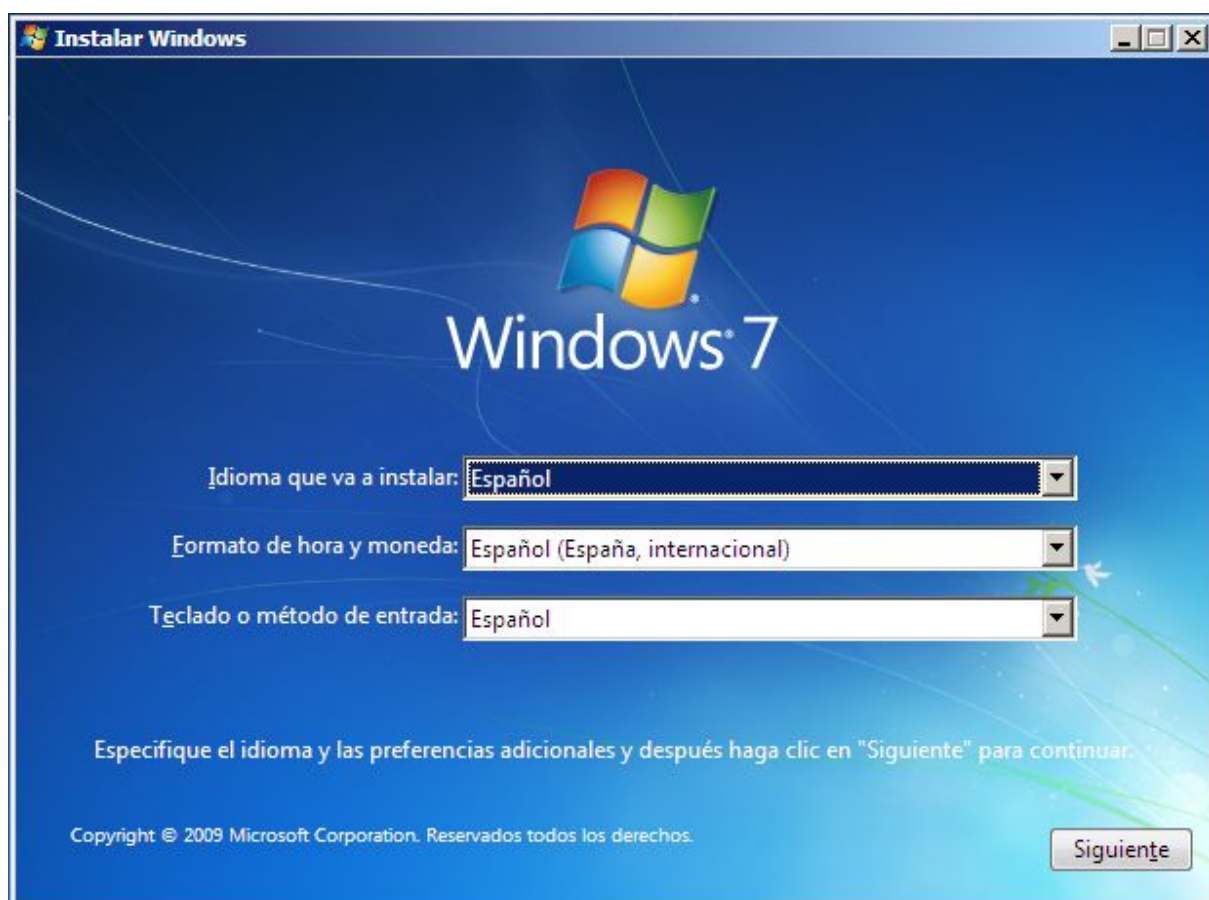 Instalar Windows
Windows® 7
Idioma que va a instalar: Español
Formato de hora y moneda: Español (España, internacional)
Teclado o método de entrada: Español
Especifique el idioma y las preferencias adicionales y después haga clic en "Siguiente" para continuar.
Copyright © 2009 Microsoft Corporation. Reservados todos los derechos.
Siguiente